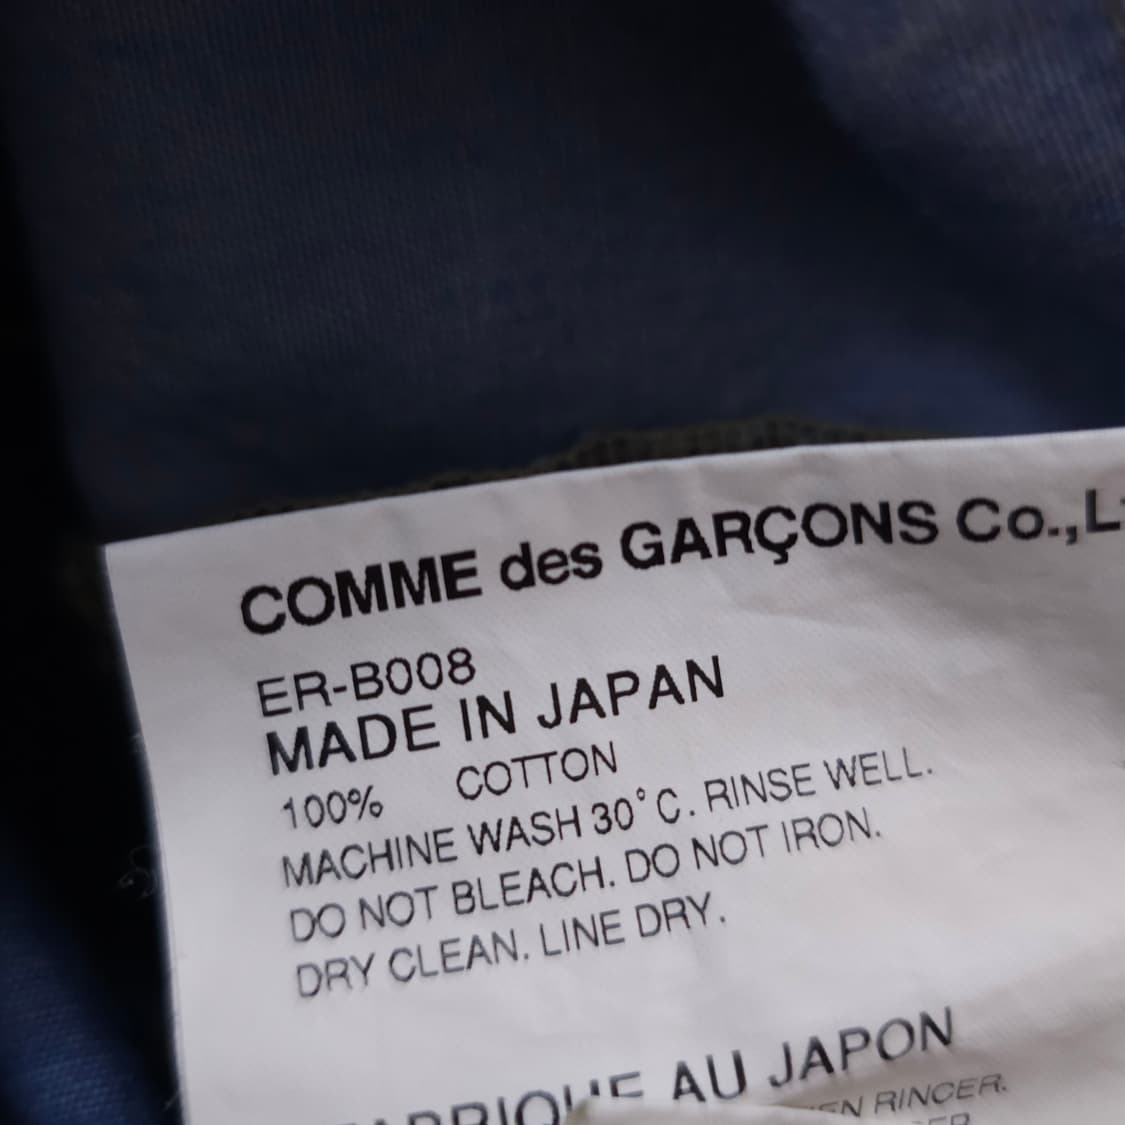 COMME des GARÇONS Co.,L
ER-B008
MADE IN JAPAN
100% COTTON
MACHINE WASH 30°C. RINSE WELL.
DO NOT BLEACH. DO NOT IRON.
DRY CLEAN. LINE DRY.
AU JAPON
RINCER.